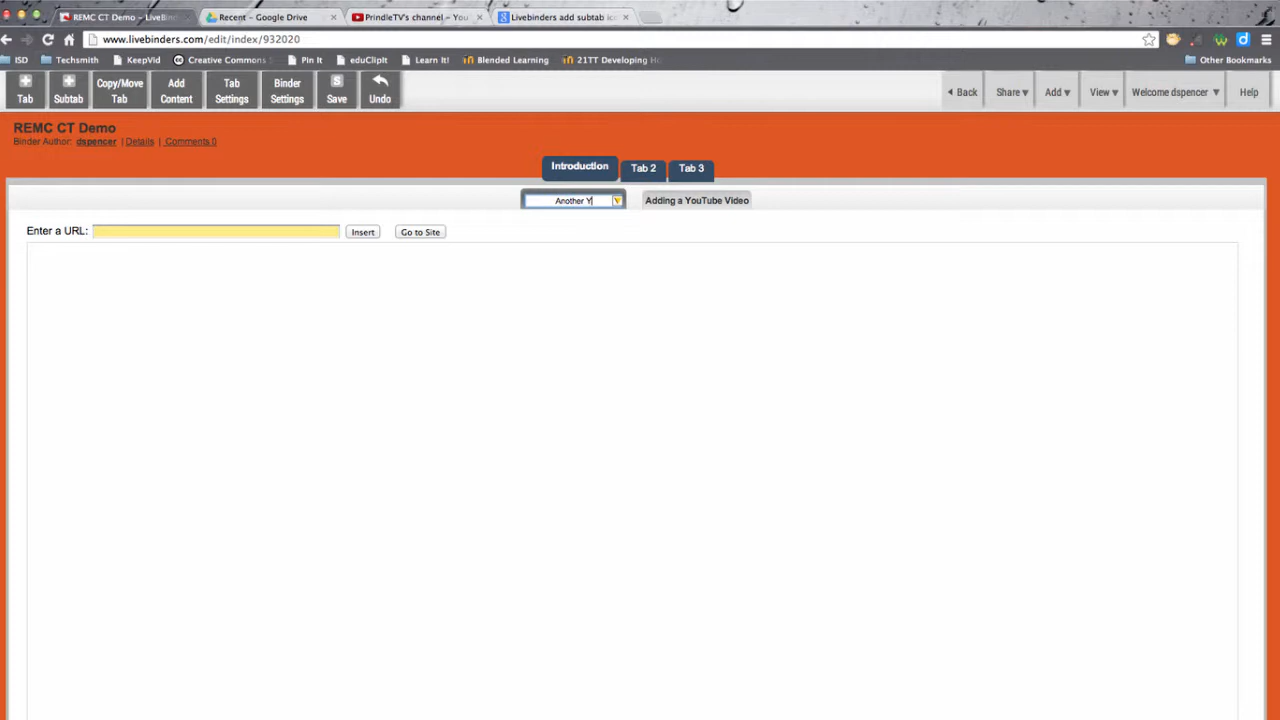 REMC CT Demo – LiveBin
Recent - Google Drive
PrindleTV's channel – You
Livebinders add subtab ico
www.livebinders.com/edit/index/932020
ISD
Techsmith
KeepVid
Creative Commons
Pin It
eduClipIt
Learn It!
Blended Learning
21TT Developing H
Other Bookmarks
Tab
Subtab
Copy/Move Tab
Add Content
Tab Settings
Binder Settings
S Save
Undo
Back
Share
Add
View
Welcome dspencer
Help
REMC CT Demo
Binder Author: dspencer | Details | Comments 0
Introduction
Tab 2
Tab 3
Another Y
Adding a YouTube Video
Enter a URL:
Insert
Go to Site